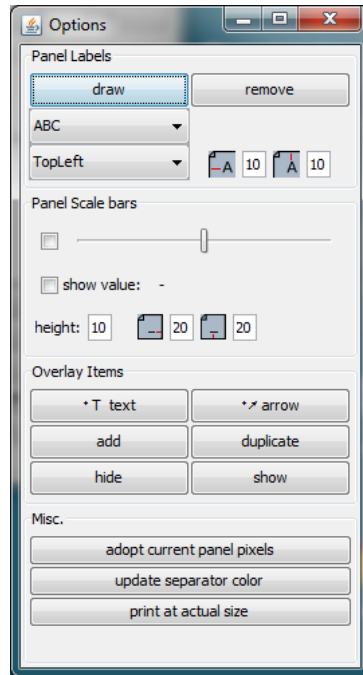 Options
Panel Labels
draw remove
ABC
TopLeft A 10 A 10
Panel Scale bars
show value: -
height: 10 20 20
Overlay Items
T text arrow
add duplicate
hide show
Misc.
adopt current panel pixels
update separator color
print at actual size